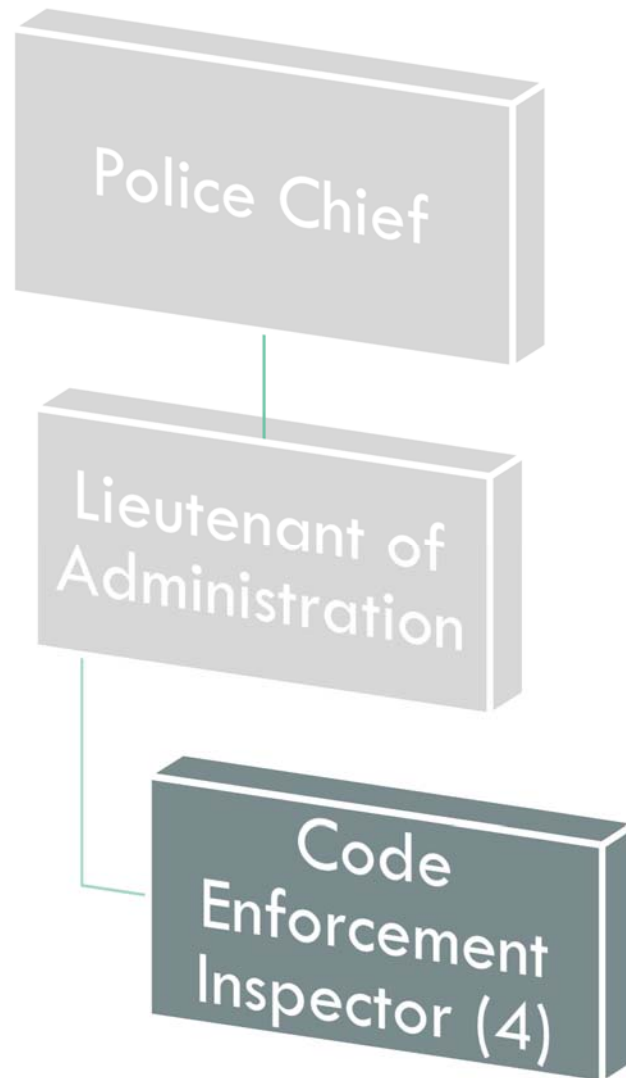 Police Chief
Lieutenant of
Administration
Code
Enforcement
Inspector (4)